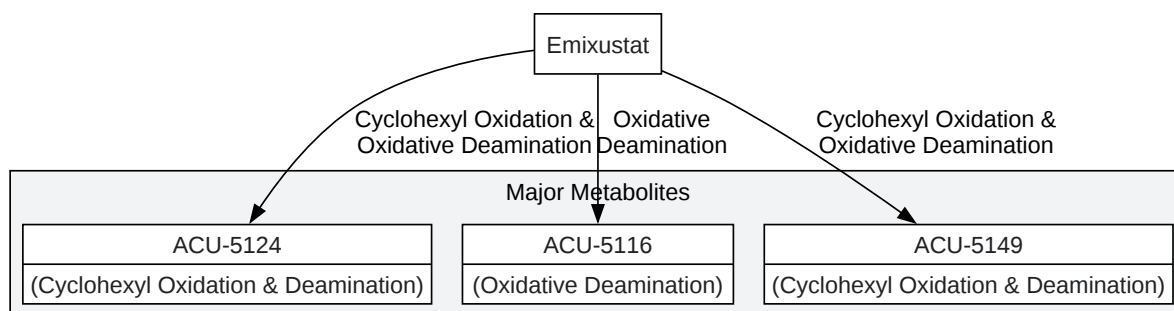 Emixustat
Cyclohexyl Oxidation &
Oxidative Deamination
Oxidative
Deamination
Cyclohexyl Oxidation &
Oxidative Deamination
Major Metabolites
ACU-5124
(Cyclohexyl Oxidation & Deamination)
ACU-5116
(Oxidative Deamination)
ACU-5149
(Cyclohexyl Oxidation & Deamination)